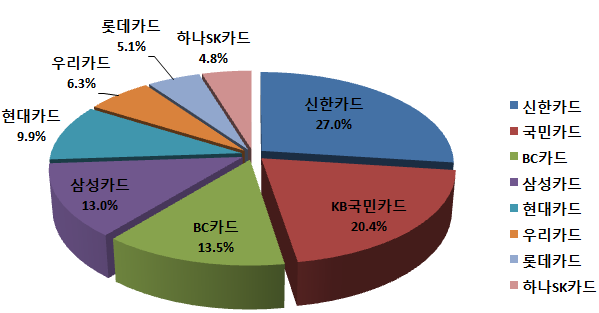 롯데카드
5.1%
하나SK카드
4.8%
우리카드
6.3%
현대카드
9.9%
삼성카드
13.0%
BC카드
13.5%
KB국민카드
20.4%
신한카드
27.0%
신한카드
국민카드
BC카드
삼성카드
현대카드
우리카드
롯데카드
하나SK카드